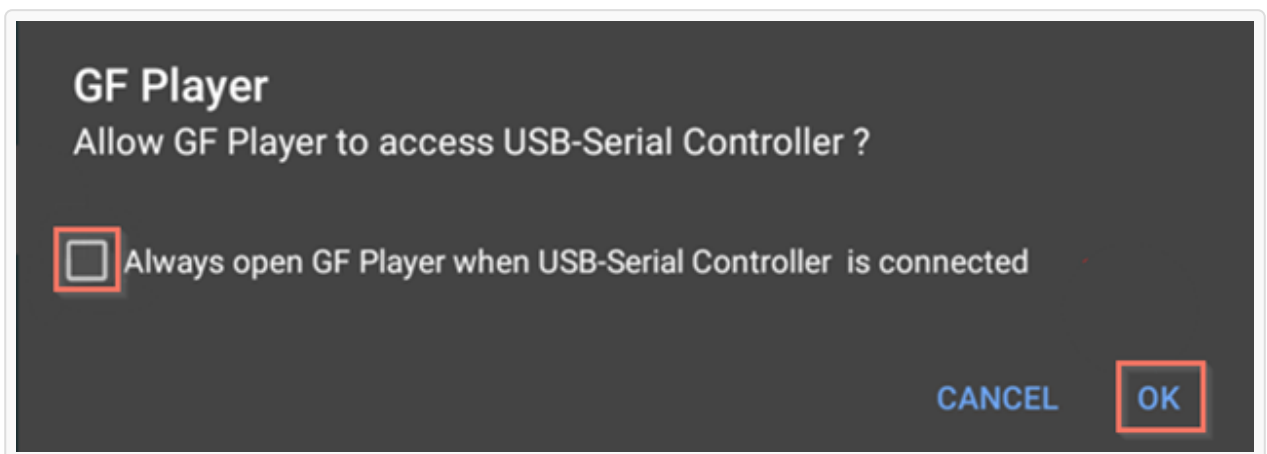 GF Player
Allow GF Player to access USB-Serial Controller ?
Always open GF Player when USB-Serial Controller is connected
CANCEL OK